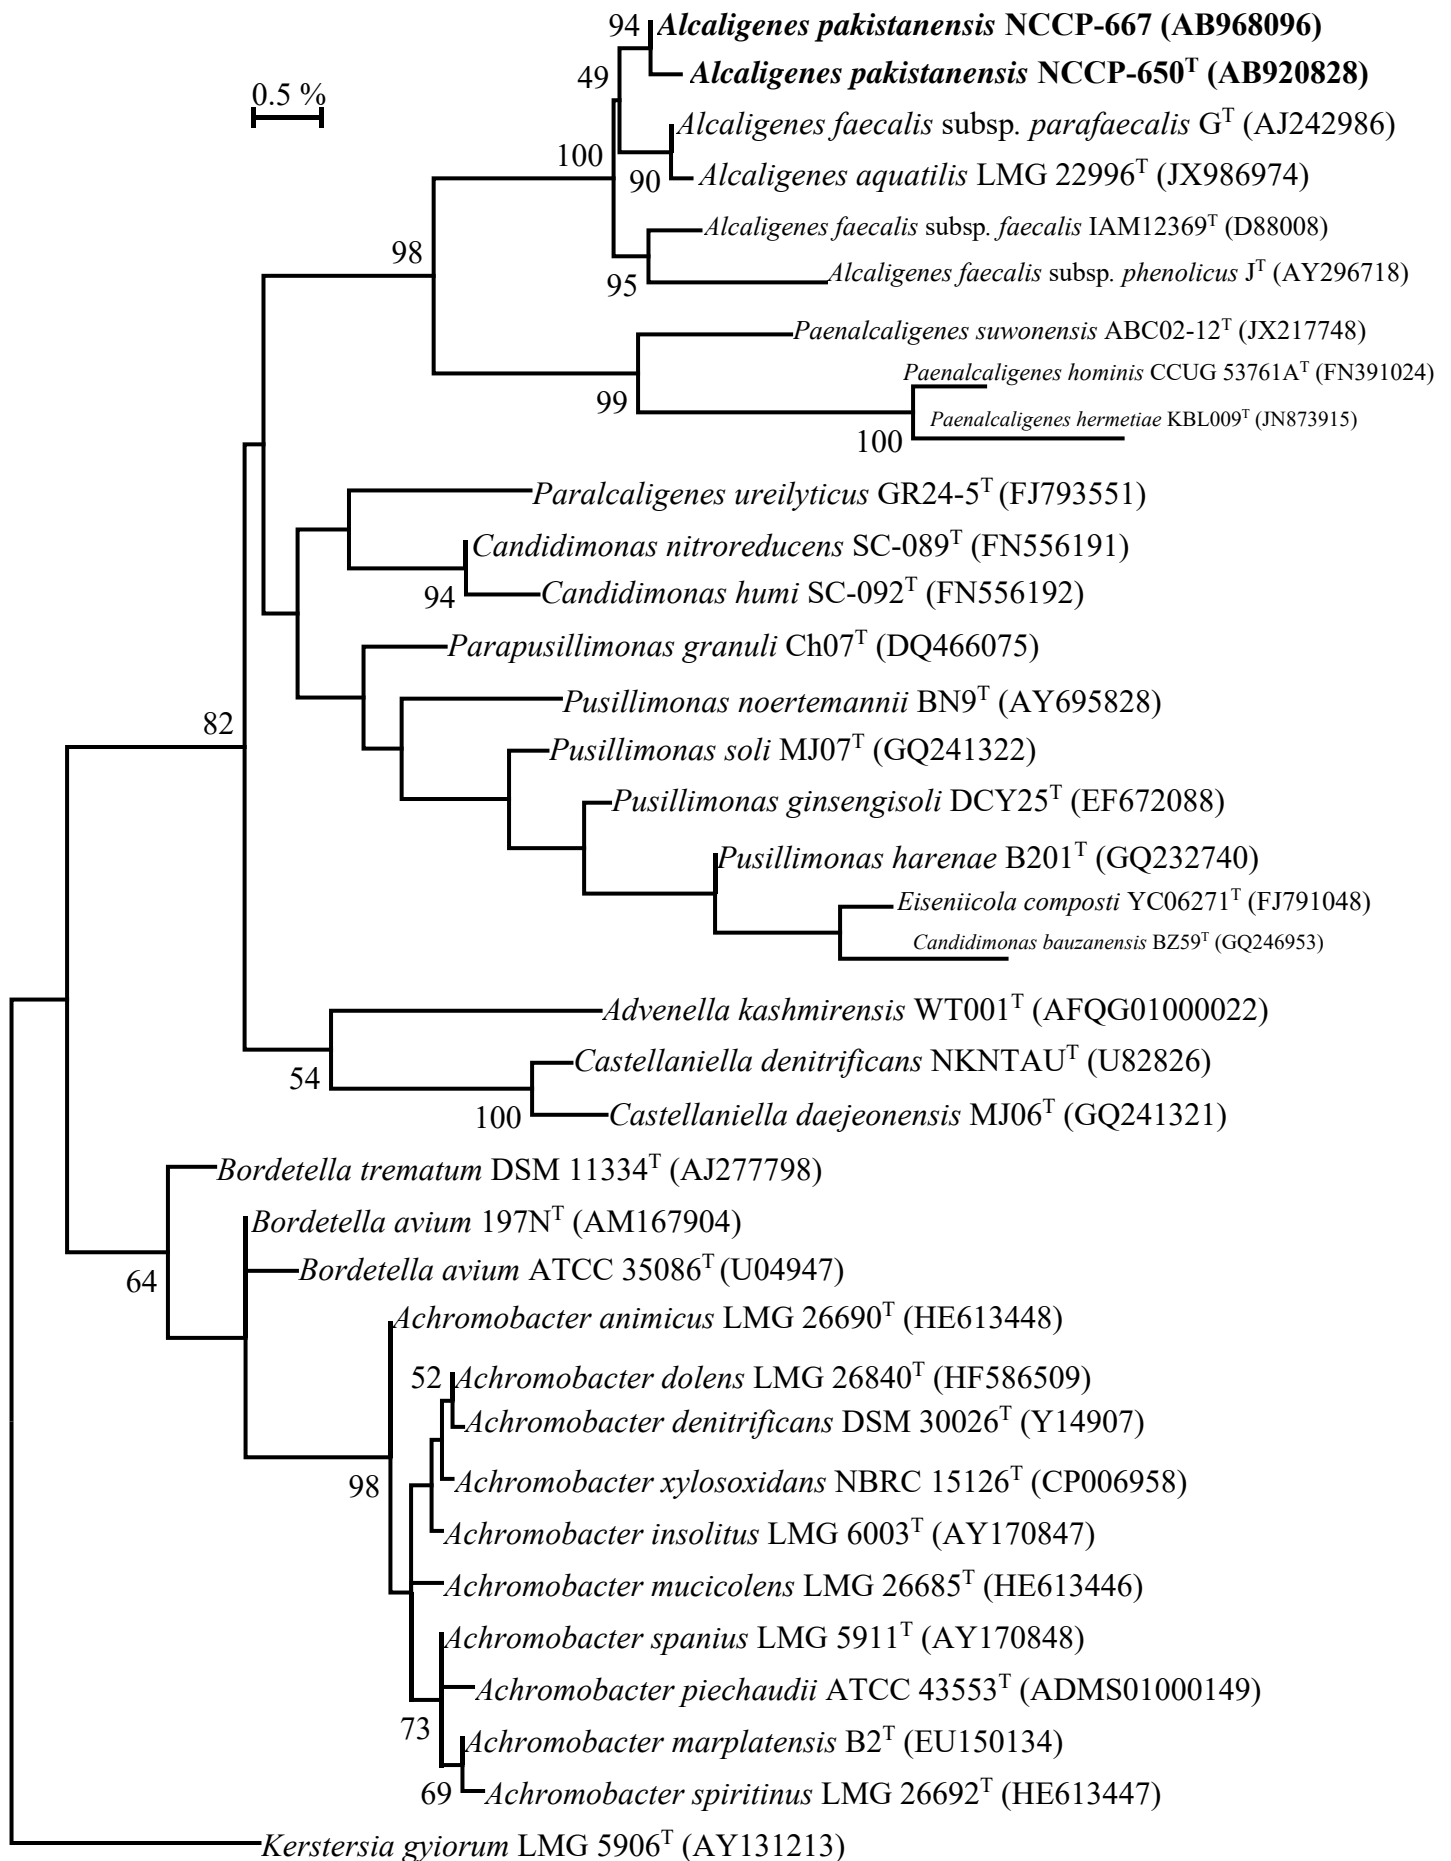 94 Alcaligenes pakistanensis NCCP-667 (AB968096)
49 Alcaligenes pakistanensis NCCP-650T (AB920828)
0.5 %
Alcaligenes faecalis subsp. parafaecalis GT (AJ242986)
100
90 Alcaligenes aquatilis LMG 22996T (JX986974)
Alcaligenes faecalis subsp. faecalis IAM12369T (D88008)
98
95 Alcaligenes faecalis subsp. phenolicus JT (AY296718)
Paenalcaligenes suwonensis ABC02-12T (JX217748)
Paenalcaligenes hominis CCUG 53761AT (FN391024)
99
Paenalcaligenes hermetiae KBL009T (JN873915)
100
Paralcaligenes ureilyticus GR24-5T (FJ793551)
Candidimonas nitroreducens SC-089T (FN556191)
94 Candidimonas humi SC-092T (FN556192)
Parapusillimonas granuli Ch07T (DQ466075)
Pusillimonas noertemannii BN9T (AY695828)
82
Pusillimonas soli MJ07T (GQ241322)
Pusillimonas ginsengisoli DCY25T (EF672088)
Pusillimonas harenae B201T (GQ232740)
Eiseniicola composti YC06271T (FJ791048)
Candidimonas bauzanensis BZ59T (GQ246953)
Advenella kashmirensis WT001T (AFQG01000022)
Castellaniella denitrificans NKNTAUT (U82826)
54
100 Castellaniella daejeonensis MJ06T (GQ241321)
Bordetella trematum DSM 11334T (AJ277798)
Bordetella avium 197NT (AM167904)
64 Bordetella avium ATCC 35086T (U04947)
Achromobacter animicus LMG 26690T (HE613448)
52 Achromobacter dolens LMG 26840T (HF586509)
Achromobacter denitrificans DSM 30026T (Y14907)
98 Achromobacter xylosoxidans NBRC 15126T (CP006958)
Achromobacter insolitus LMG 6003T (AY170847)
Achromobacter mucicolens LMG 26685T (HE613446)
Achromobacter spanius LMG 5911T (AY170848)
Achromobacter piechaudii ATCC 43553T (ADMS01000149)
73
Achromobacter marplatensis B2T (EU150134)
69 Achromobacter spiritinus LMG 26692T (HE613447)
Kerstersia gyiorum LMG 5906T (AY131213)